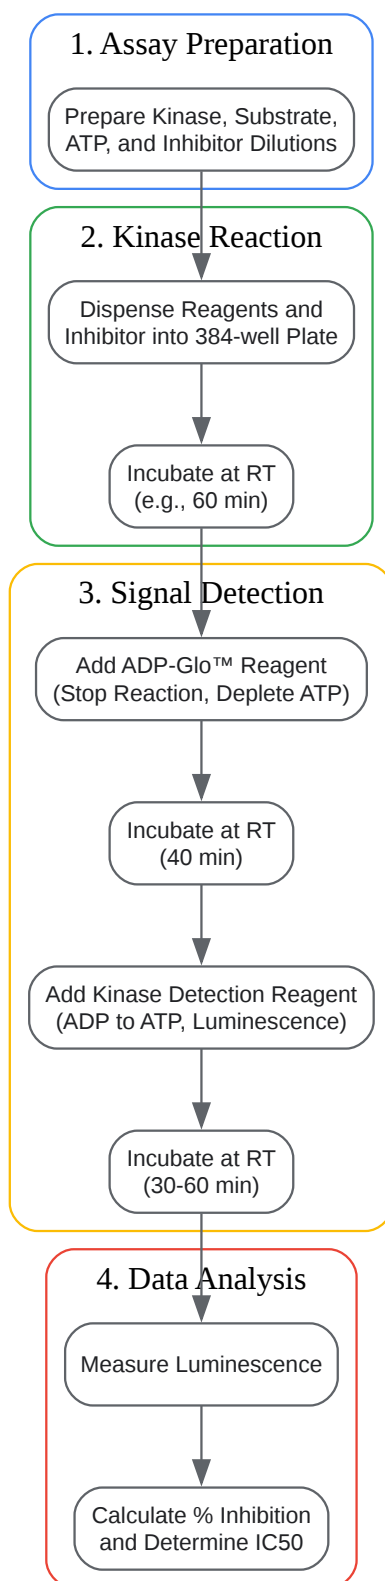 1. Assay Preparation
Prepare Kinase, Substrate,
ATP, and Inhibitor Dilutions
2. Kinase Reaction
Dispense Reagents and
Inhibitor into 384-well Plate
Incubate at RT
(e.g., 60 min)
3. Signal Detection
Add ADP-Glo™ Reagent
(Stop Reaction, Deplete ATP)
Incubate at RT
(40 min)
Add Kinase Detection Reagent
(ADP to ATP, Luminescence)
Incubate at RT
(30-60 min)
4. Data Analysis
Measure Luminescence
Calculate % Inhibition
and Determine IC50